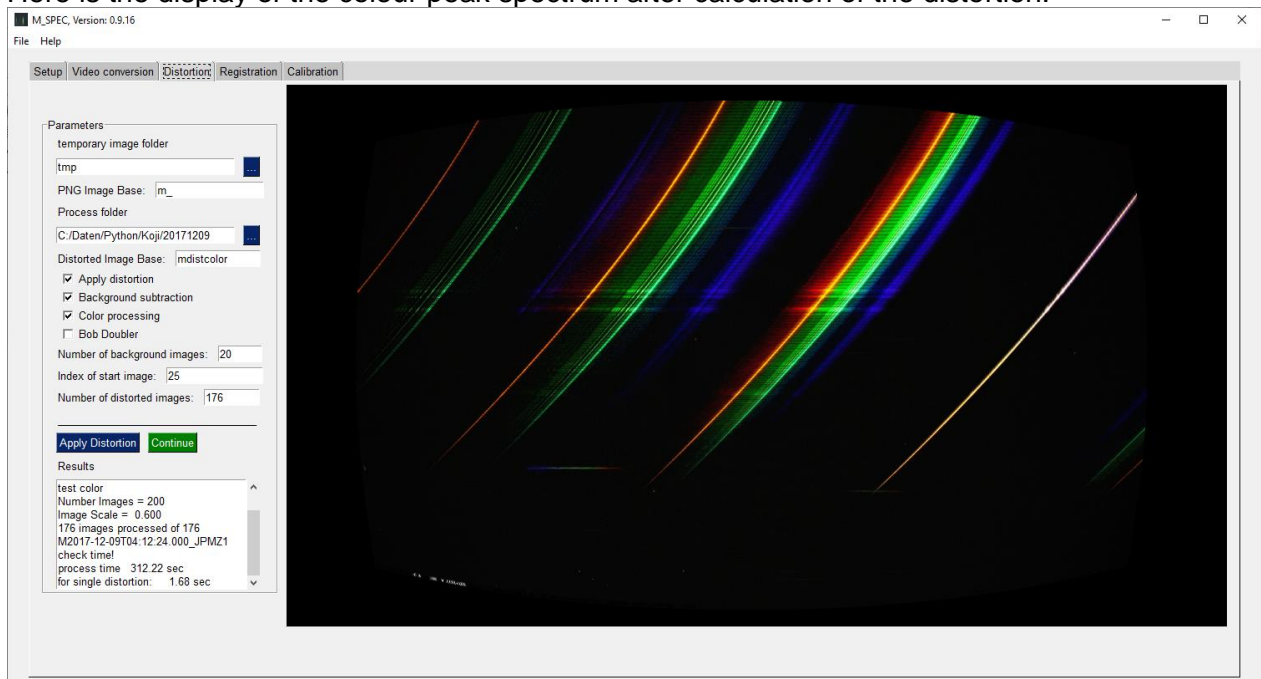 Here is the display of the colour peak spectrum after calculation of the distortion.
M_SPEC, Version: 0.9.16
File Help
Setup Video conversion Distortion Registration Calibration
Parameters
temporary image folder
tmp ...
PNG Image Base: m_
Process folder
C:/Daten/Python/Koji/20171209 ...
Distorted Image Base: mdistcolor
Apply distortion
Background subtraction
Color processing
Bob Doubler
Number of background images: 20
Index of start image: 25
Number of distorted images: 176
Apply Distortion Continue
Results
test color
Number Images = 200
Image Scale = 0.600
176 images processed of 176
M2017-12-09T04:12:24.000_JPMZ1
check time!
process time 312.22 sec
for single distortion: 1.68 sec